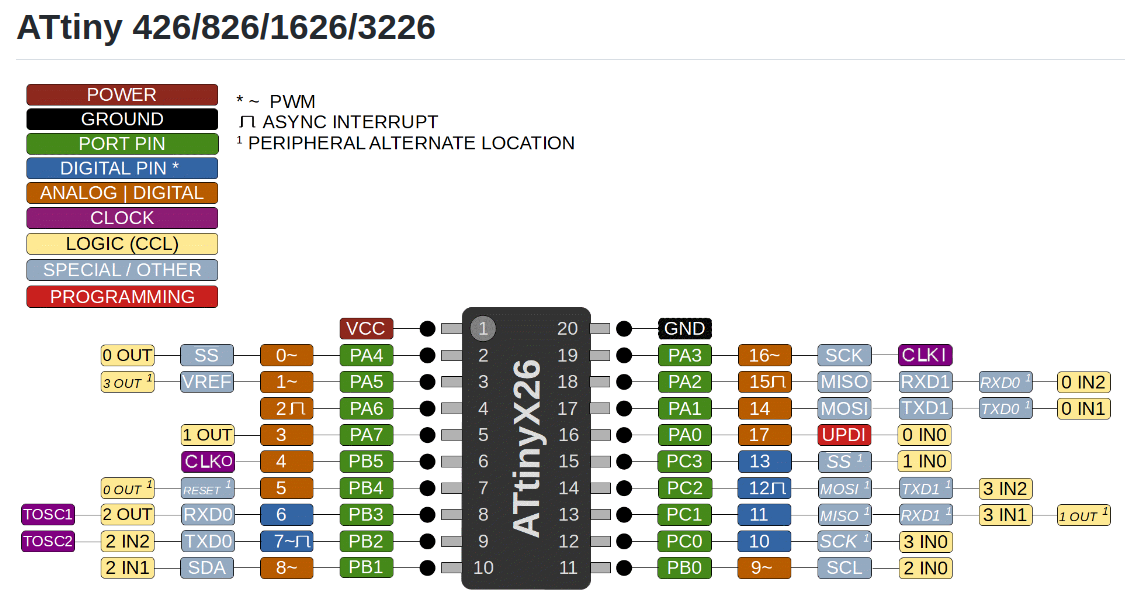 ATtiny 426/826/1626/3226
POWER
GROUND
PORT PIN
DIGITAL PIN *
ANALOG | DIGITAL
CLOCK
LOGIC (CCL)
SPECIAL / OTHER
PROGRAMMING
* ~ PWM
ASYNC INTERRUPT
¹ PERIPHERAL ALTERNATE LOCATION
VCC 1 20 GND
0 OUT SS 0~ PA4 2 19 PA3 16~ SCK CLKI
3 OUT ¹ VREF 1~ PA5 3 18 PA2 15 MISO RXD1 RXD0 ¹ 0 IN2
2 PA6 4 17 PA1 14 MOSI TXD1 TXD0 ¹ 0 IN1
1 OUT 3 PA7 5 16 PA0 17 UPDI 0 IN0
CLKO 4 PB5 6 15 PC3 13 SS ¹ 1 IN0
0 OUT ¹ RESET ¹ 5 PB4 7 14 PC2 12 MOSI ¹ TXD1 ¹ 3 IN2
TOSC1 2 OUT RXD0 6 PB3 8 13 PC1 11 MISO ¹ RXD1 ¹ 3 IN1 1 OUT ¹
TOSC2 2 IN2 TXD0 7~ PB2 9 12 PC0 10 SCK ¹ 3 IN0
2 IN1 SDA 8~ PB1 10 11 PB0 9~ SCL 2 IN0
ATtinyX26